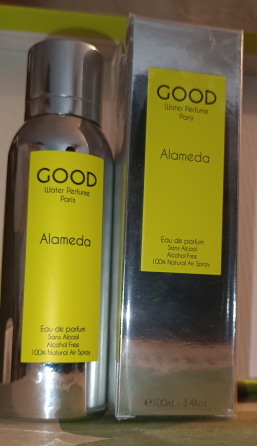 GOOD
Water Perfume
Paris
Alameda
Eau de parfum
Sans Alcool
Alcohol Free
100% Natural Air Spray
GOOD
Water Perfume
Paris
Alameda
Eau de parfum
Sans Alcool
Alcohol Free
100% Natural Air Spray
℮100ml - 3.4fl.oz